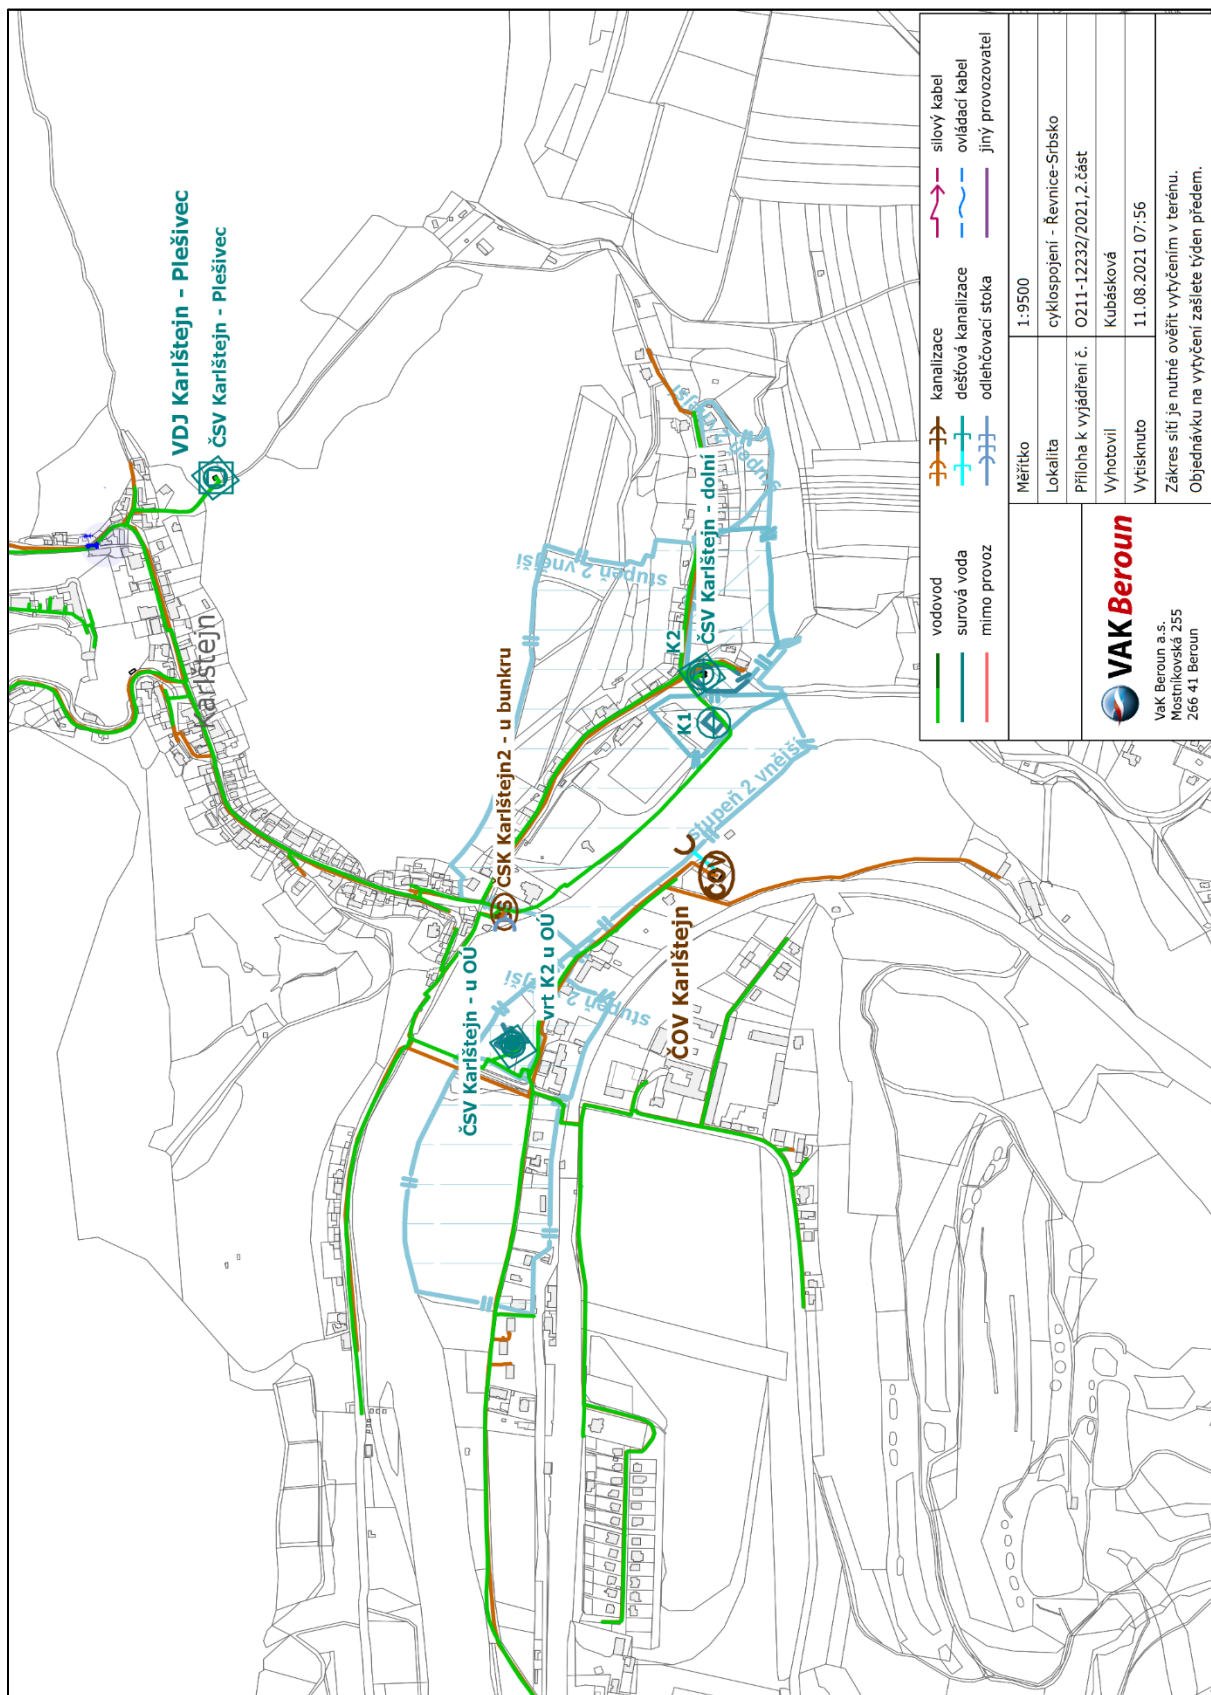 VDJ Karlštejn - Plešivec
ČSV Karlštejn - Plešivec
Karlštejn
stupeň 2 vnější
stupeň 2 vnější
ČSK Karlštejn2 - u bunkru
K2
ČSV Karlštejn - dolní
K1
stupeň 2 vnější
ČSV Karlštejn - u OÚ
vrt K2 u OÚ
ČOV
ČOV Karlštejn
vodovod
surová voda
mimo provoz
kanalizace
dešťová kanalizace
odlehčovací stoka
silový kabel
ovládací kabel
jiný provozovatel
Měřítko 1:9500
Lokalita cyklospojení - Řevnice-Srbsko
Příloha k vyjádření č. O211-12232/2021,2.část
Vyhotovil Kubásková
Vytisknuto 11.08.2021 07:56
VAK Beroun
VaK Beroun a.s.
Mostníkovská 255
266 41 Beroun
Zákres sítí je nutné ověřit vytyčením v terénu.
Objednávku na vytyčení zašlete týden předem.